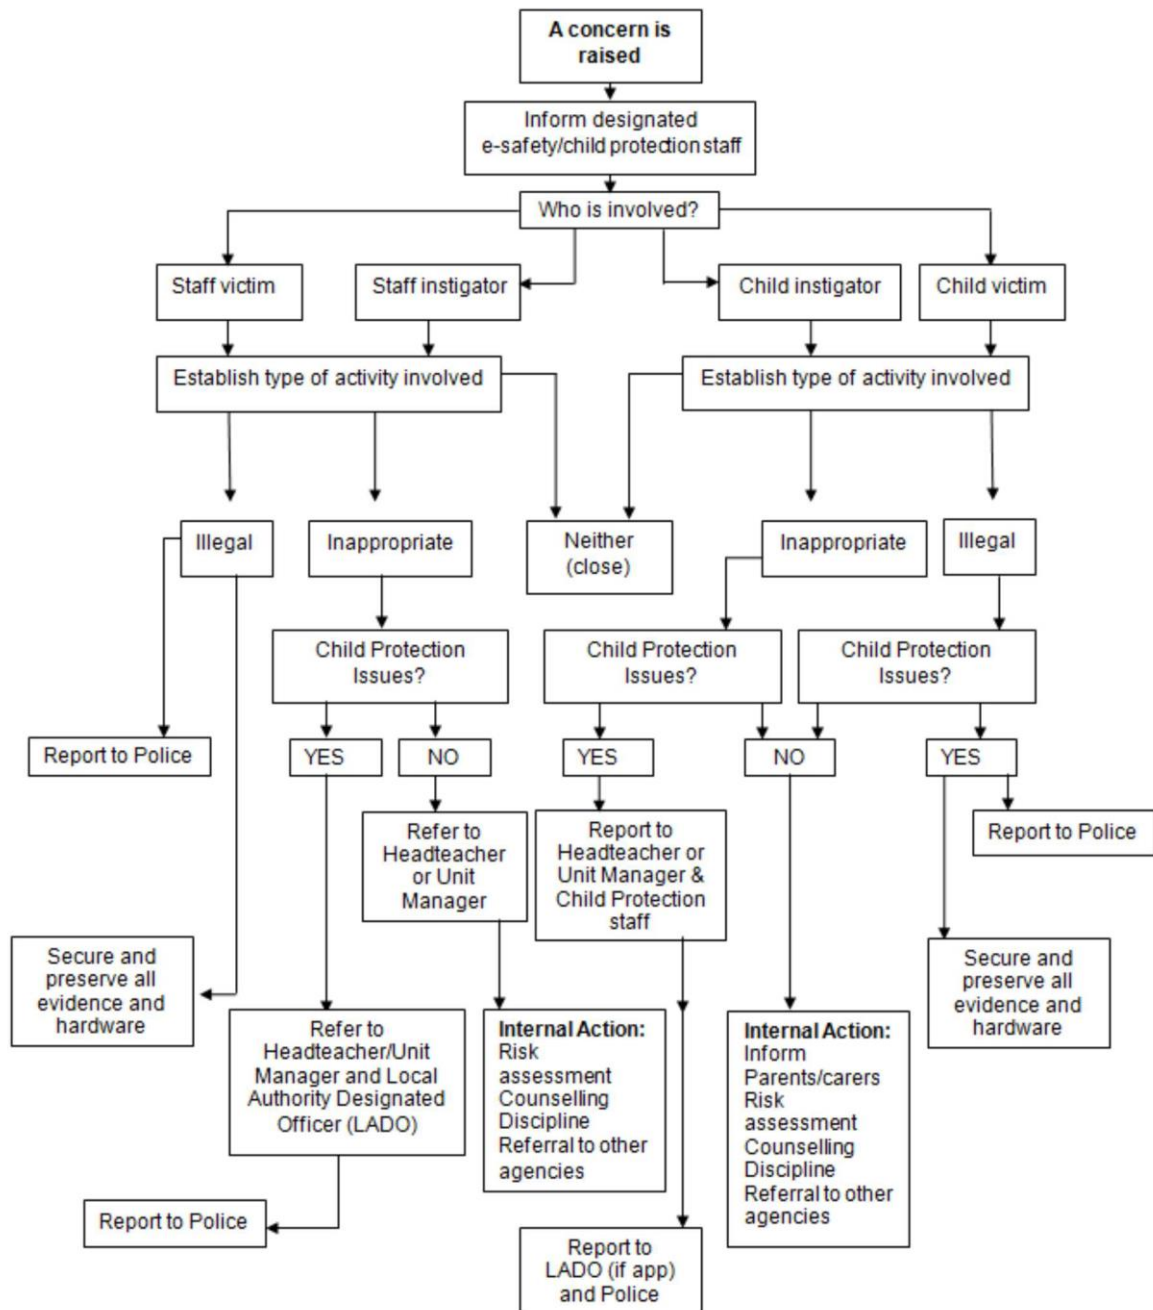 A concern is
raised
Inform designated
e-safety/child protection staff
Who is involved?
Staff victim
Staff instigator
Child instigator
Child victim
Establish type of activity involved
Establish type of activity involved
Illegal
Inappropriate
Neither
(close)
Inappropriate
Illegal
Child Protection
Issues?
Child Protection
Issues?
Child Protection
Issues?
Report to Police
YES
NO
YES
NO
YES
Refer to
Headteacher
or Unit
Manager
Report to
Headteacher or
Unit Manager &
Child Protection
staff
Report to Police
Secure and
preserve all
evidence and
hardware
Secure and
preserve all
evidence and
hardware
Refer to
Headteacher/Unit
Manager and Local
Authority Designated
Officer (LADO)
Internal Action:
Risk
assessment
Counselling
Discipline
Referral to other
agencies
Internal Action:
Inform
Parents/carers
Risk
assessment
Counselling
Discipline
Referral to other
agencies
Report to Police
Report to
LADO (if app)
and Police